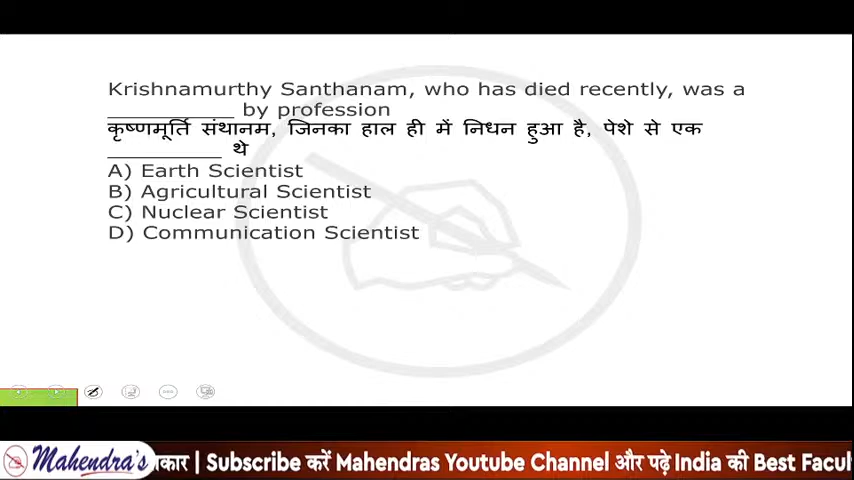 Krishnamurthy Santhanam, who has died recently, was a
____________ by profession
कृष्णमूर्ति संथानम, जिनका हाल ही में निधन हुआ है, पेशे से एक
___________ थे
A) Earth Scientist
B) Agricultural Scientist
C) Nuclear Scientist
D) Communication Scientist
Mahendra's कार | Subscribe करें Mahendras Youtube Channel और पढ़े India की Best Facul